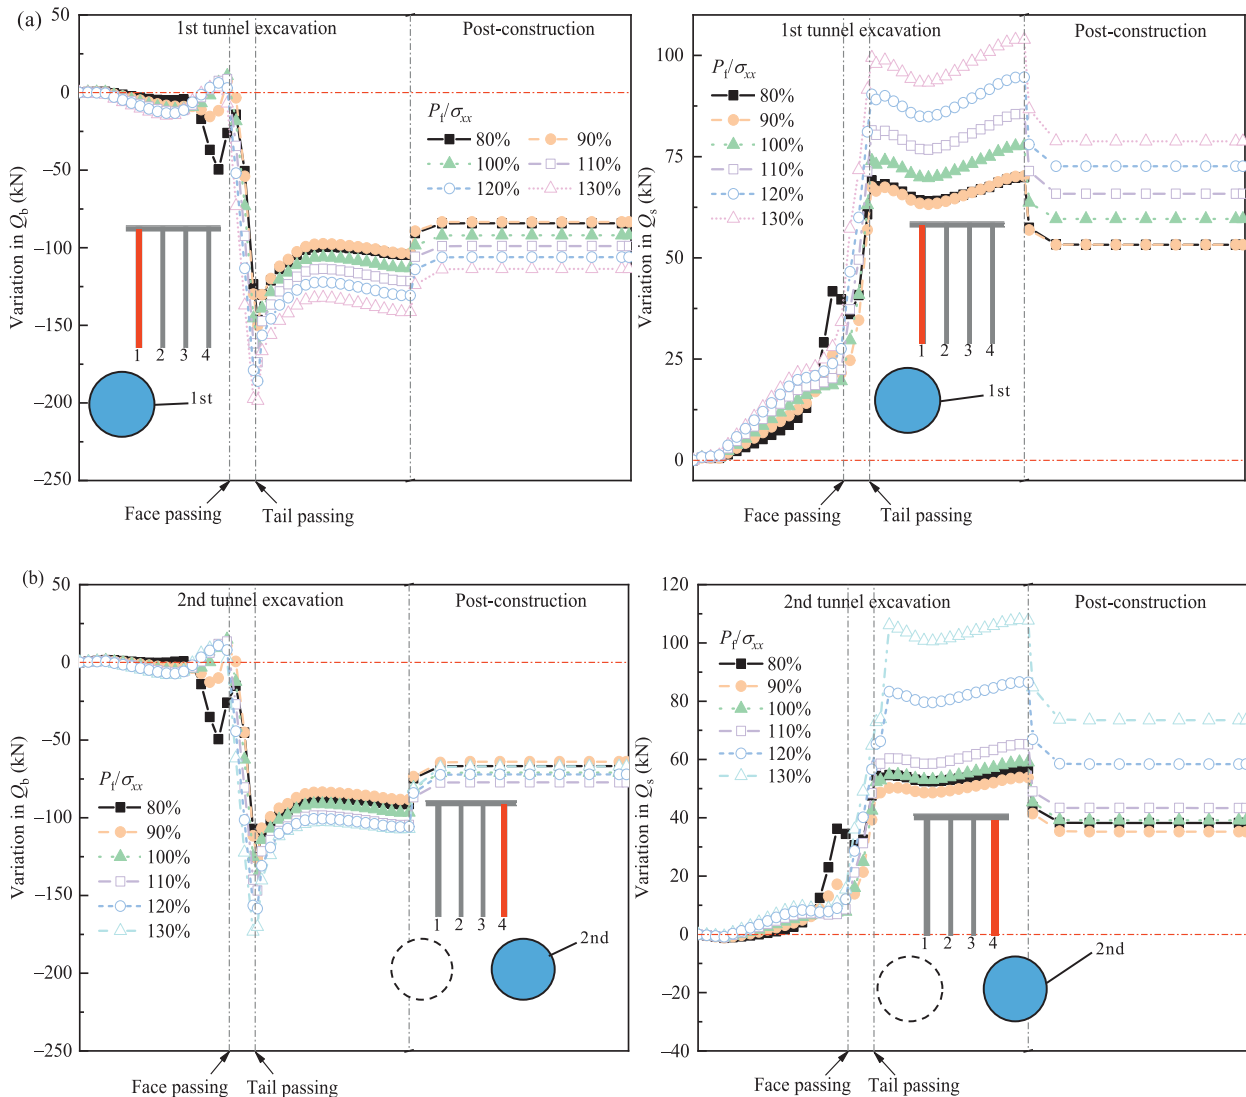 (a)
50
0
−50
−100
−150
−200
−250
Variation in Qb (kN)
1st tunnel excavation
Post-construction
Pf/σxx
80%
90%
100%
110%
120%
130%
1 2 3 4
1st
Face passing
Tail passing
100
75
50
25
0
Variation in Qs (kN)
1st tunnel excavation
Post-construction
Pf/σxx
80%
90%
100%
110%
120%
130%
1 2 3 4
1st
Face passing
Tail passing
(b)
50
0
−50
−100
−150
−200
−250
Variation in Qb (kN)
2nd tunnel excavation
Post-construction
Pf/σxx
80%
90%
100%
110%
120%
130%
1 2 3 4
2nd
Face passing
Tail passing
120
100
80
60
40
20
0
−20
−40
Variation in Qs (kN)
2nd tunnel excavation
Post-construction
Pf/σxx
80%
90%
100%
110%
120%
130%
1 2 3 4
2nd
Face passing
Tail passing